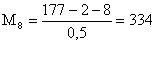 M₈ = (177 – 2 – 8) / 0,5 = 334